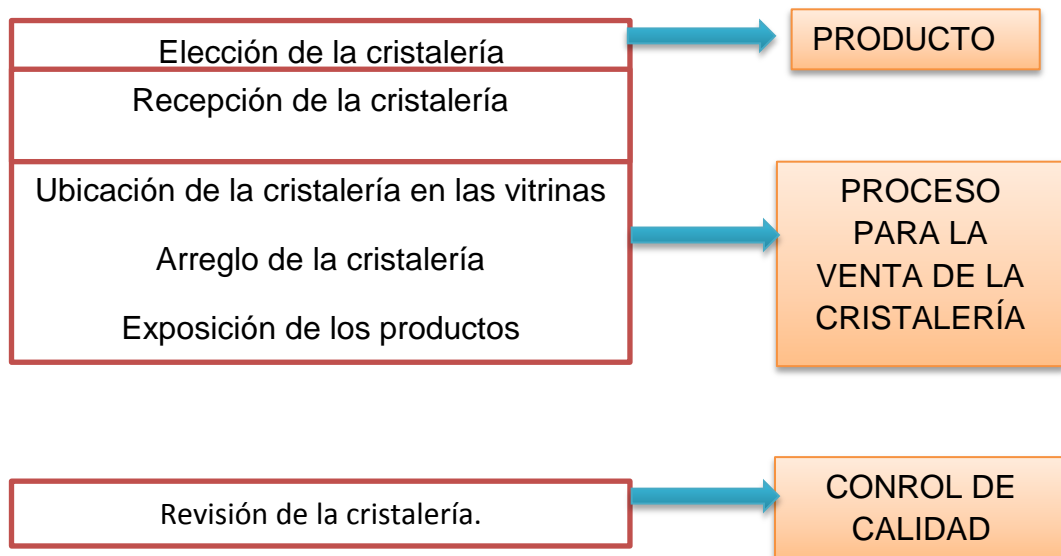 Elección de la cristalería
PRODUCTO
Recepción de la cristalería
Ubicación de la cristalería en las vitrinas
Arreglo de la cristalería
Exposición de los productos
PROCESO
PARA LA
VENTA DE LA
CRISTALERÍA
Revisión de la cristalería.
CONROL DE
CALIDAD